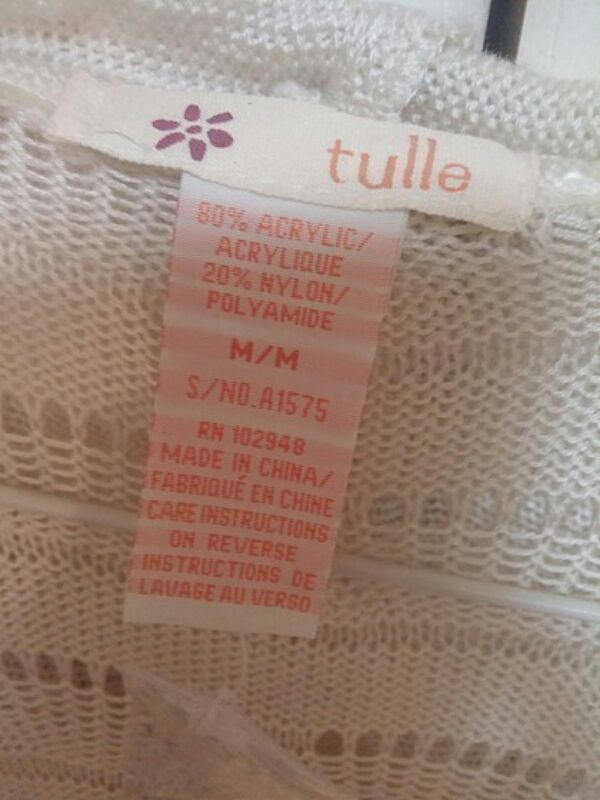 tulle
80% ACRYLIC/
ACRYLIQUE
20% NYLON/
POLYAMIDE
M/M
S/NO.A1575
RN 102948
MADE IN CHINA/
FABRIQUÉ EN CHINE
CARE INSTRUCTIONS
ON REVERSE
INSTRUCTIONS DE
LAVAGE AU VERSO